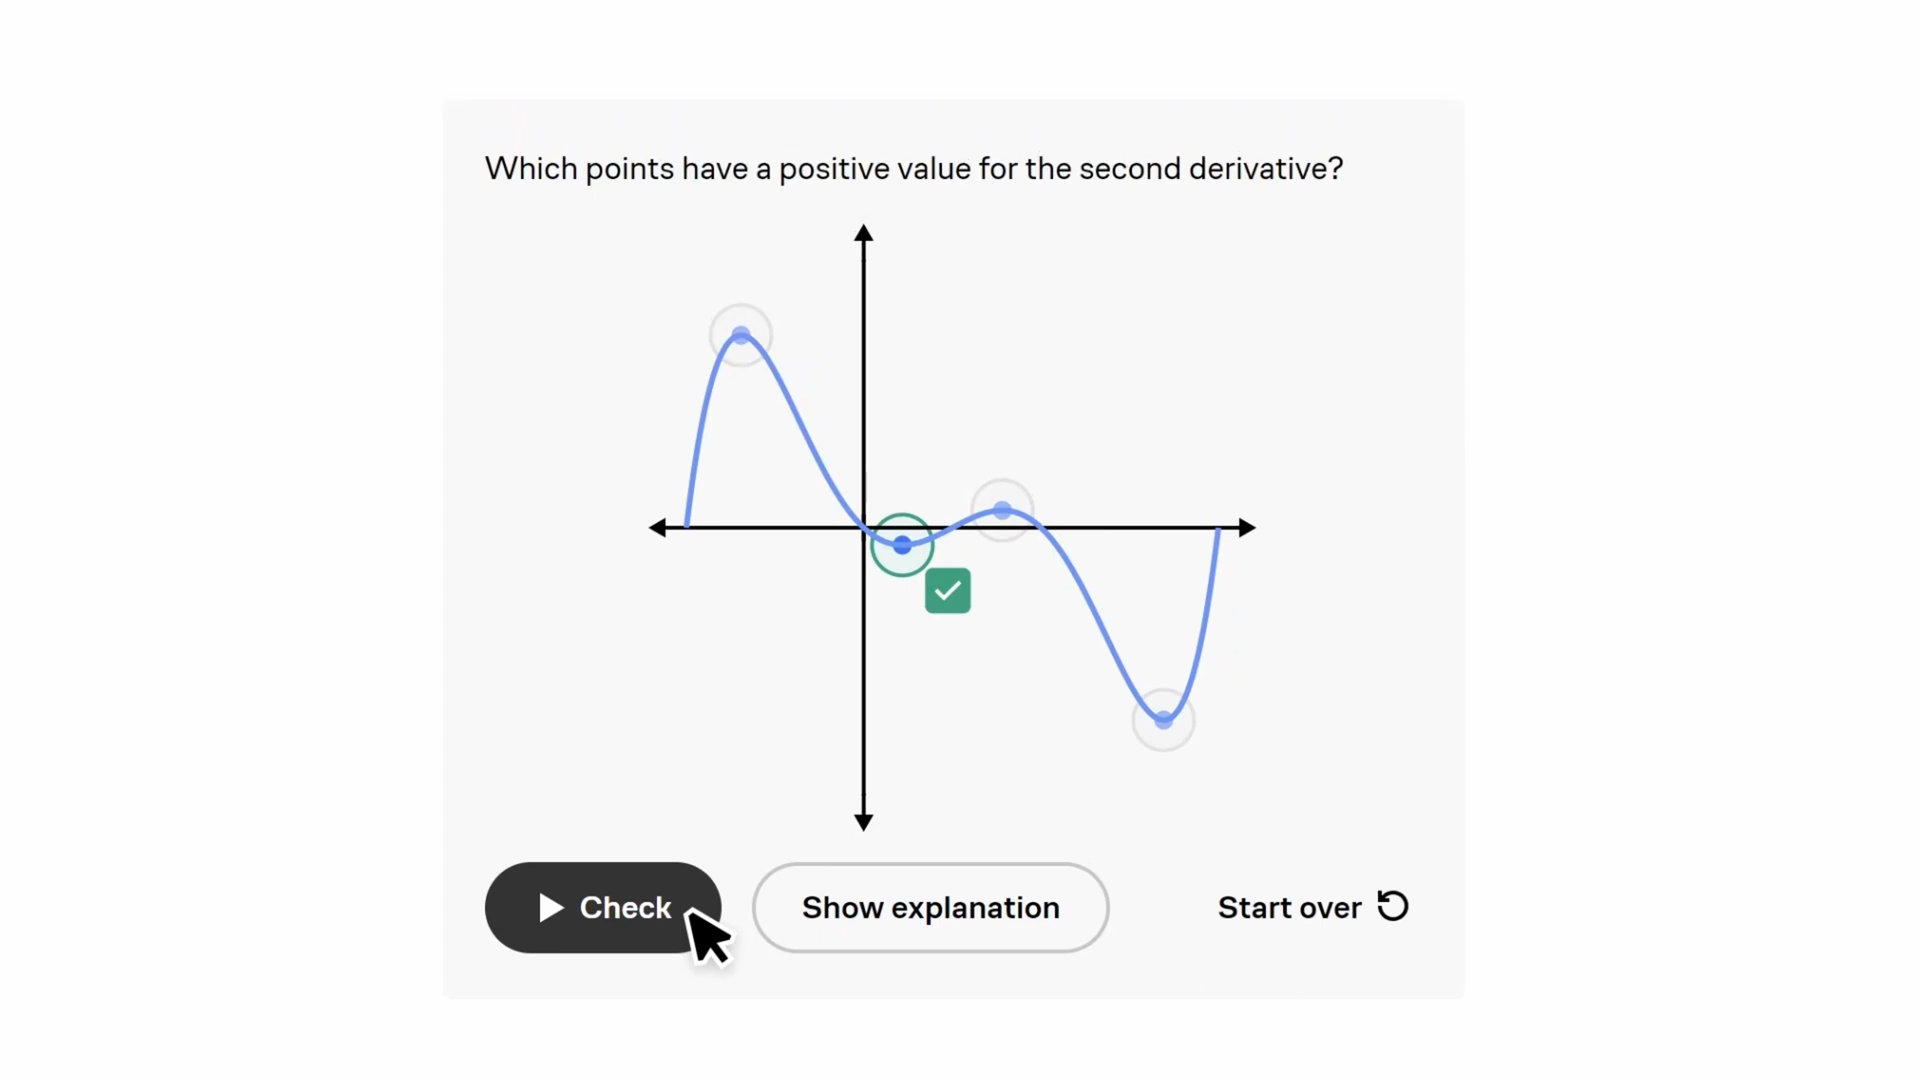 Which points have a positive value for the second derivative?
Check
Show explanation
Start over